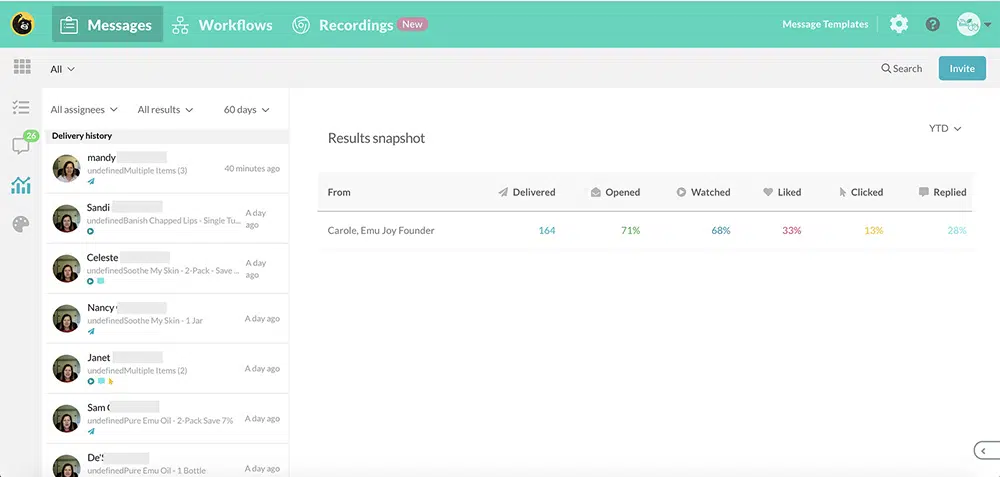 Messages Workflows Recordings New Message Templates
All Search Invite
All assignees All results 60 days
26
Delivery history
mandy
undefinedMultiple Items (3) 40 minutes ago
Sandi
undefinedBanish Chapped Lips - Single Tu... A day ago
Celeste
undefinedSoothe My Skin - 2-Pack - Save ... A day ago
Nancy
undefinedSoothe My Skin - 1 Jar A day ago
Janet
undefinedMultiple Items (2) A day ago
Sam
undefinedPure Emu Oil - 2-Pack Save 7% A day ago
De'S
undefinedPure Emu Oil - 1 Bottle A day ago
Results snapshot YTD
From Delivered Opened Watched Liked Clicked Replied
Carole, Emu Joy Founder 164 71% 68% 33% 13% 28%